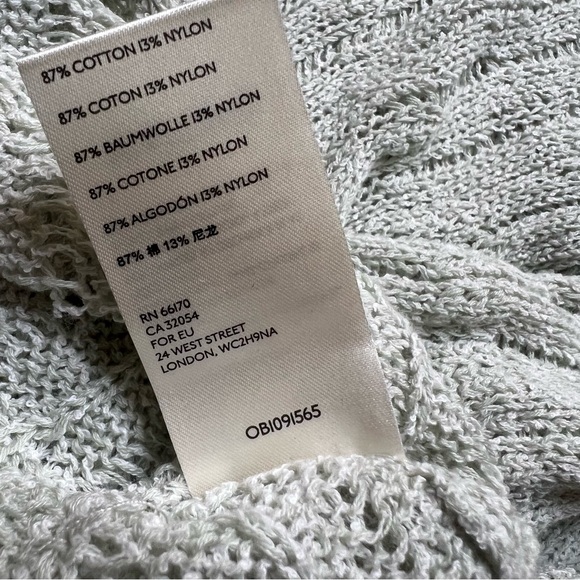 87% COTTON 13% NYLON
87% COTON 13% NYLON
87% BAUMWOLLE 13% NYLON
87% COTONE 13% NYLON
87% ALGODÓN 13% NYLON
87% 棉 13% 尼龙
RN 66170
CA 32054
FOR EU
24 WEST STREET
LONDON, WC2H9NA
OB1091565